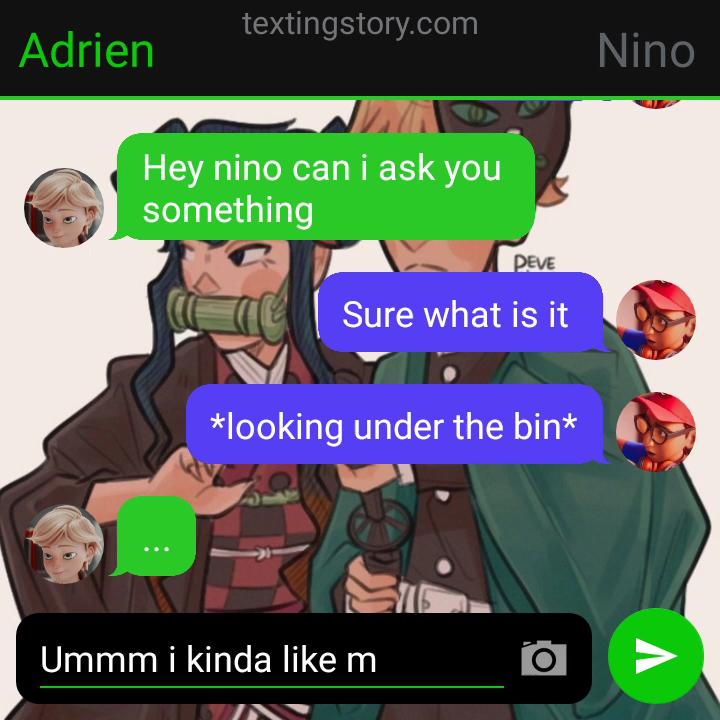 textingstory.com
Adrien
Nino
Hey nino can i ask you
something
DEVE
Sure what is it
*looking under the bin*
...
Ummm i kinda like m